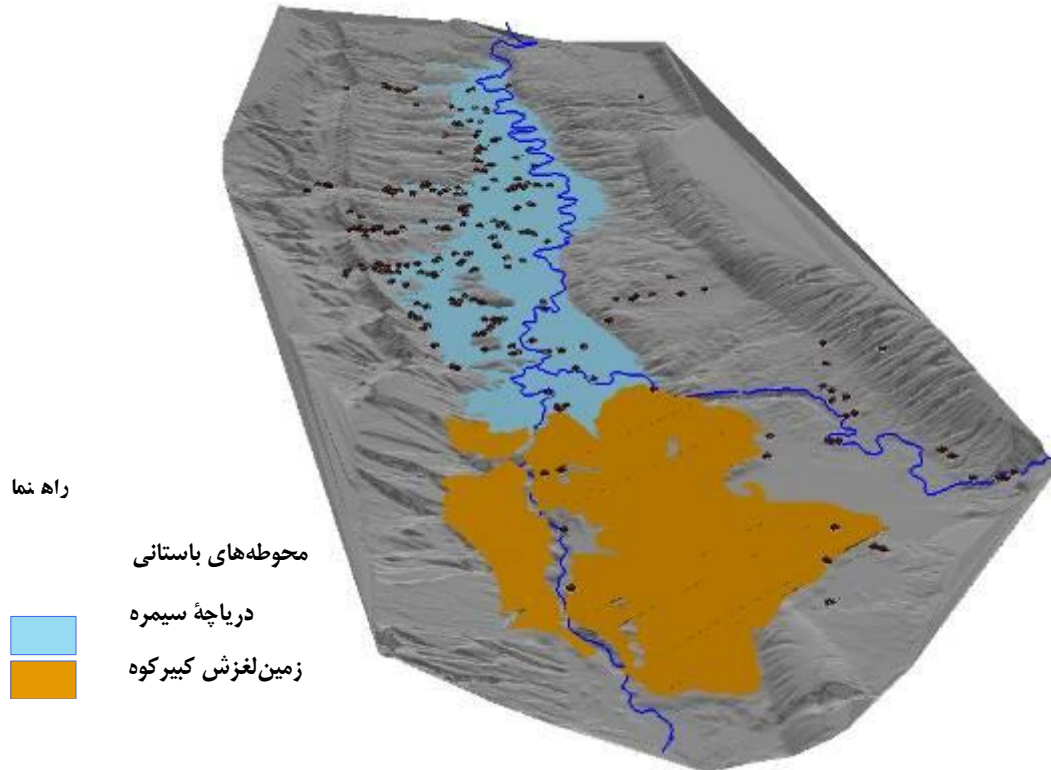 راه نما
محوطه‌های باستانی
دریاچهٔ سیمره
زمین‌لغزش کبیرکوه